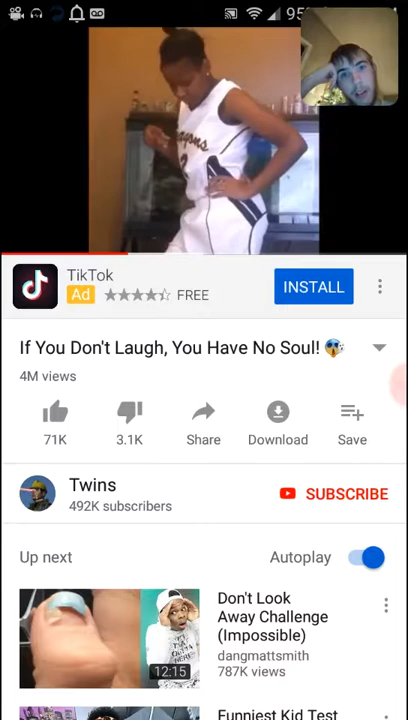 95
TikTok
Ad
FREE
INSTALL
If You Don't Laugh, You Have No Soul!
4M views
71K
3.1K
Share
Download
Save
Twins
492K subscribers
SUBSCRIBE
Up next
Autoplay
12:15
Don't Look
Away Challenge
(Impossible)
dangmattsmith
787K views
Funniest Kid Test